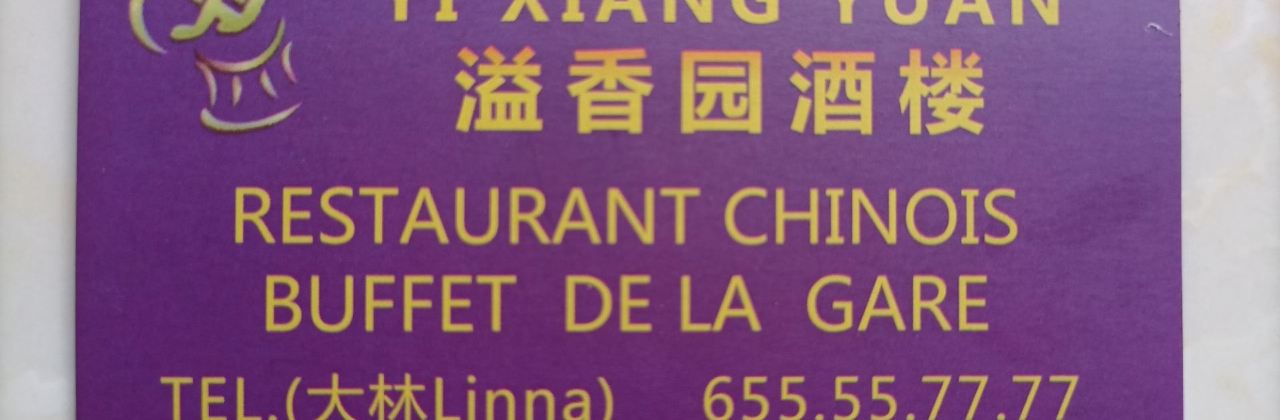 YI XIANG YUAN
溢香园酒楼
RESTAURANT CHINOIS
BUFFET DE LA GARE
TEL.(大林Linna) 655.55.77.77